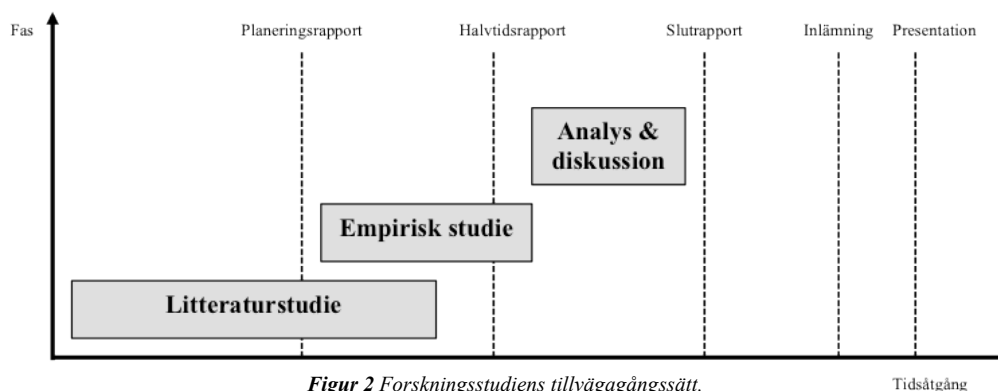 Fas Planeringsrapport Halvtidsrapport Slutrapport Inlämning Presentation
Analys &
diskussion
Empirisk studie
Litteraturstudie
Figur 2 Forskningsstudiens tillvägagångssätt.
Tidsåtgång